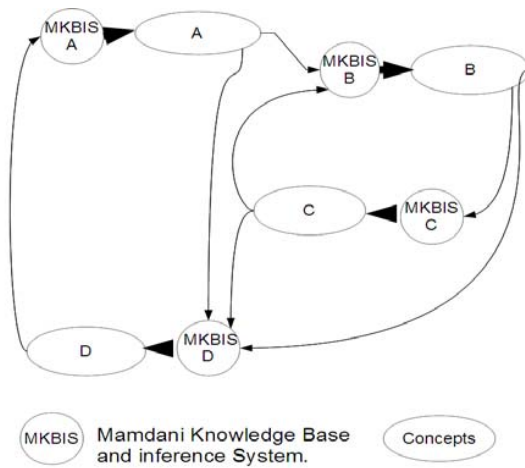 MKBIS
A
A
MKBIS
B
B
C
MKBIS
C
D
MKBIS
D
MKBIS
Mamdani Knowledge Base
and inference System.
Concepts